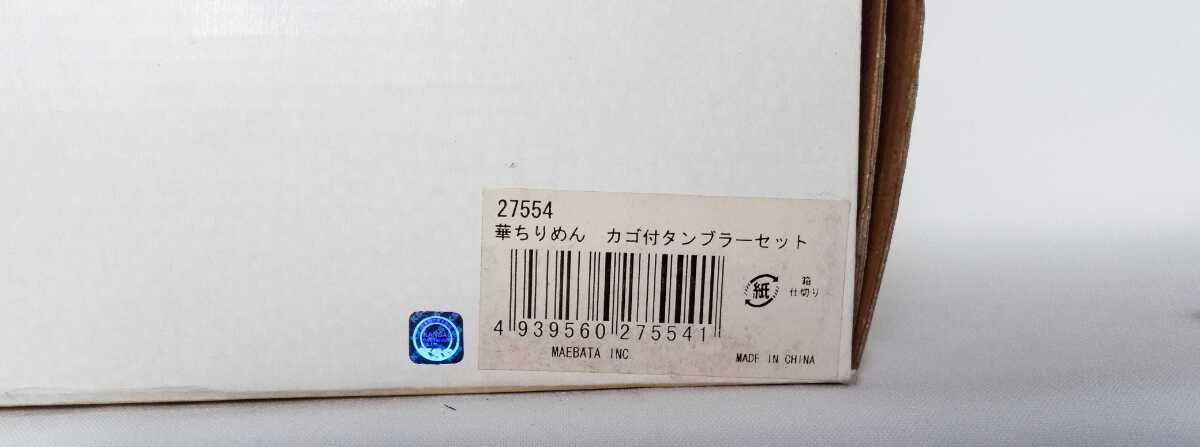 27554
華ちりめん カゴ付タンブラーセット
紙
箱
仕切り
4 939560 275541
MAEBATA INC.
MADE IN CHINA